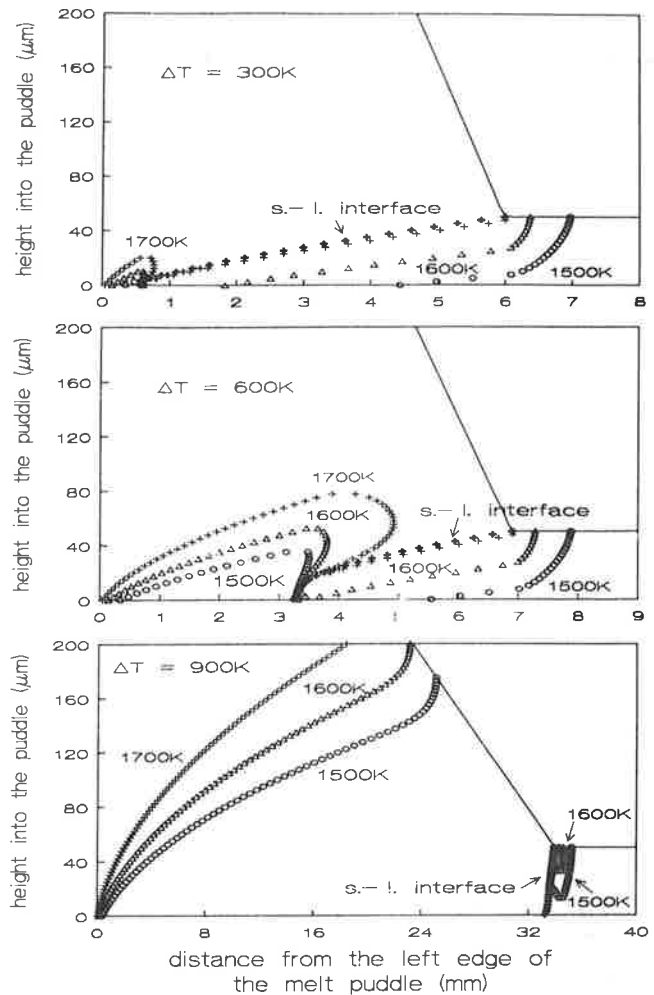 200
160
120
80
40
0
height into the puddle (μm)
ΔT = 300K
s.– l. interface
1700K
1600K
1500K
0 1 2 3 4 5 6 7 8
200
160
120
80
40
0
height into the puddle (μm)
ΔT = 600K
1700K
s.– l. interface
1600K
1500K
1600K
1500K
0 1 2 3 4 5 6 7 8 9
200
160
120
80
40
0
height into the puddle (μm)
ΔT = 900K
1600K
1700K
1500K
1600K
s.– l. interface
1500K
0 8 16 24 32 40
distance from the left edge of
the melt puddle (mm)